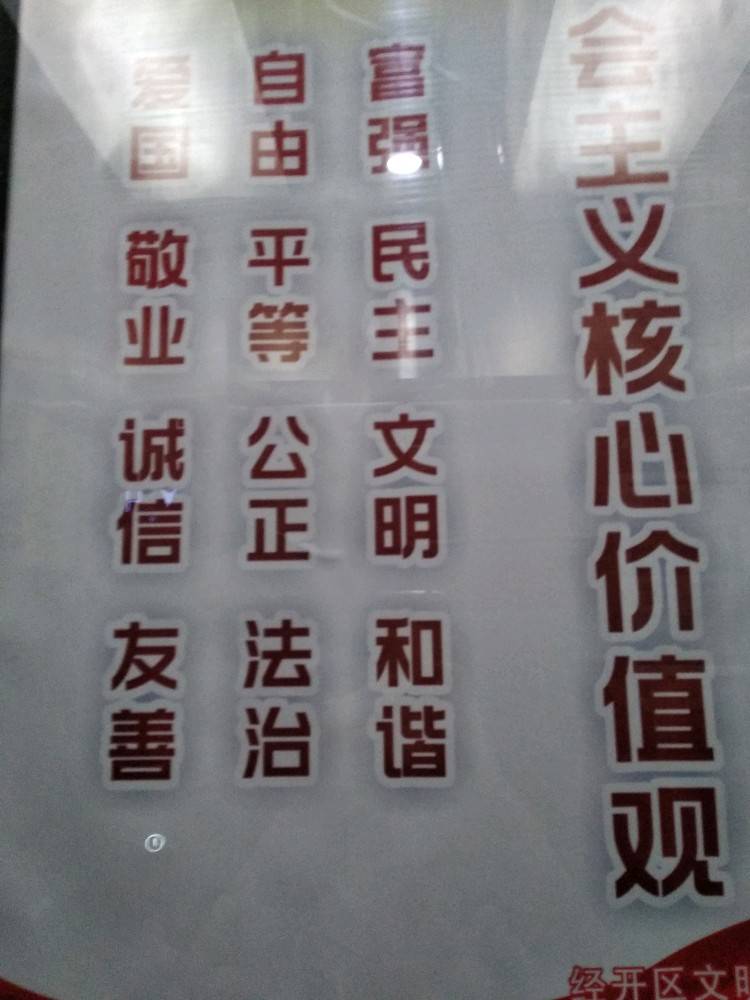 会主义核心价值观
富强 民主 文明 和谐
自由 平等 公正 法治
爱国 敬业 诚信 友善
经开区文明